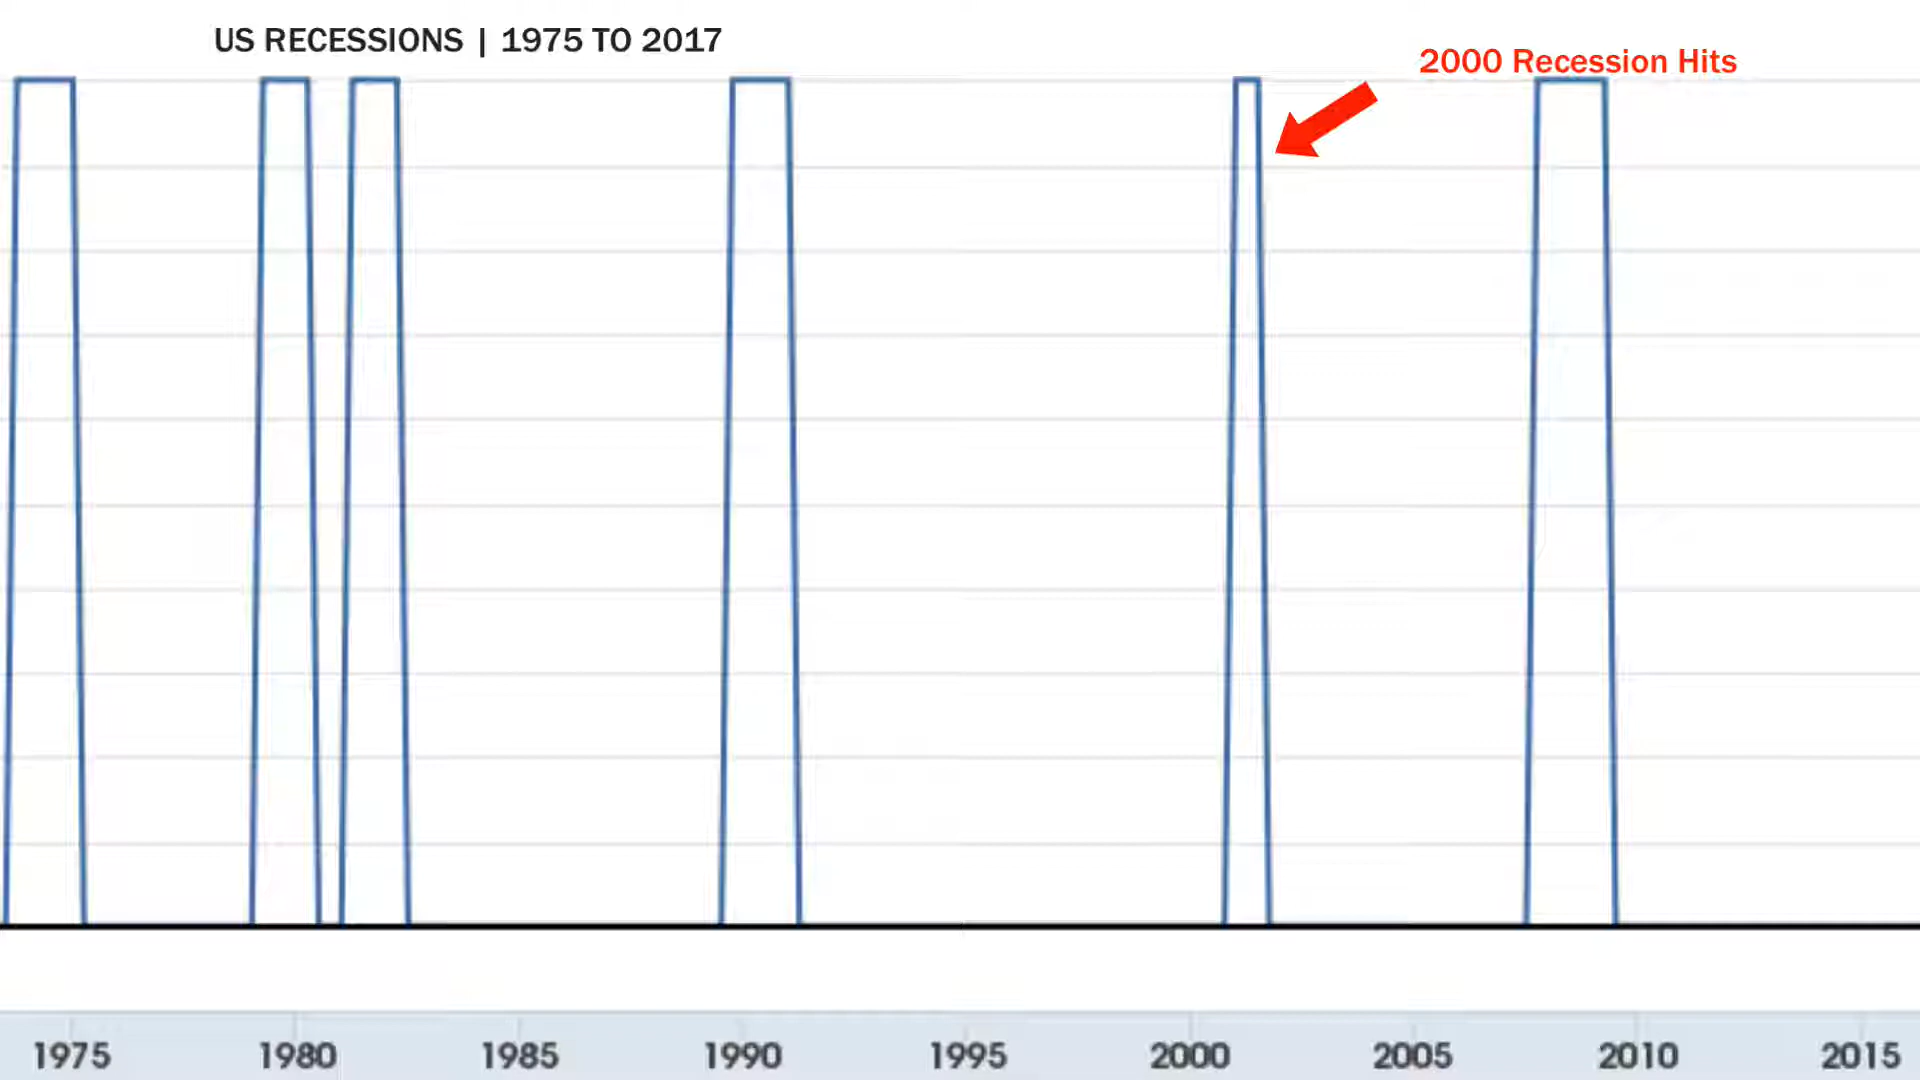 US RECESSIONS | 1975 TO 2017
2000 Recession Hits
1975 1980 1985 1990 1995 2000 2005 2010 2015